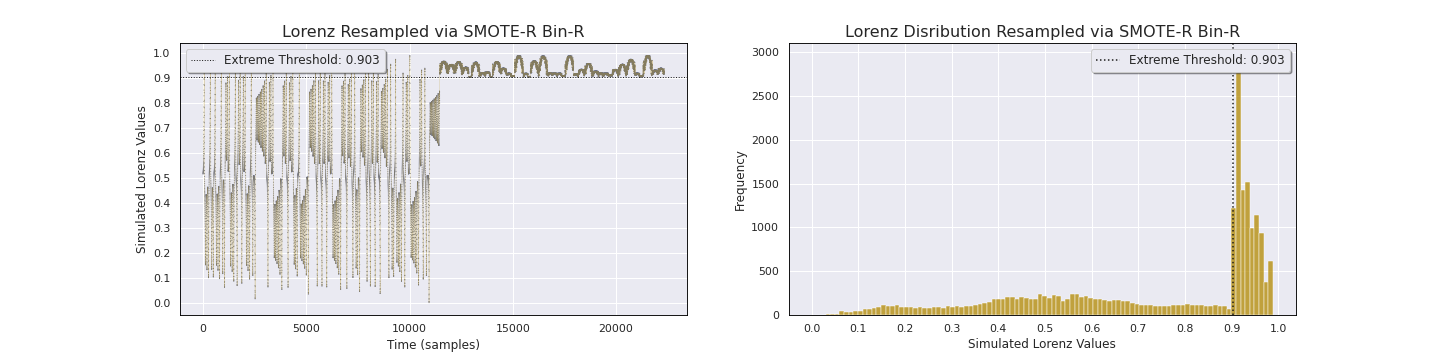 Lorenz Resampled via SMOTE-R Bin-R
Extreme Threshold: 0.903
Simulated Lorenz Values
1.0
0.9
0.8
0.7
0.6
0.5
0.4
0.3
0.2
0.1
0.0
0 5000 10000 15000 20000
Time (samples)
Lorenz Disribution Resampled via SMOTE-R Bin-R
Extreme Threshold: 0.903
Frequency
3000
2500
2000
1500
1000
500
0
0.0 0.1 0.2 0.3 0.4 0.5 0.6 0.7 0.8 0.9 1.0
Simulated Lorenz Values